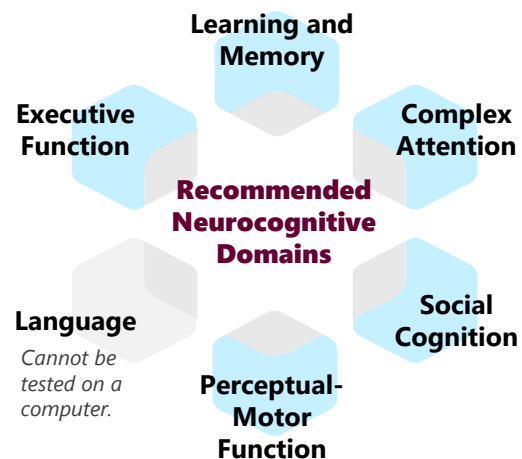 Learning and
Memory
Executive
Function
Complex
Attention
Recommended
Neurocognitive
Domains
Language
Cannot be
tested on a
computer.
Social
Cognition
Perceptual-
Motor
Function